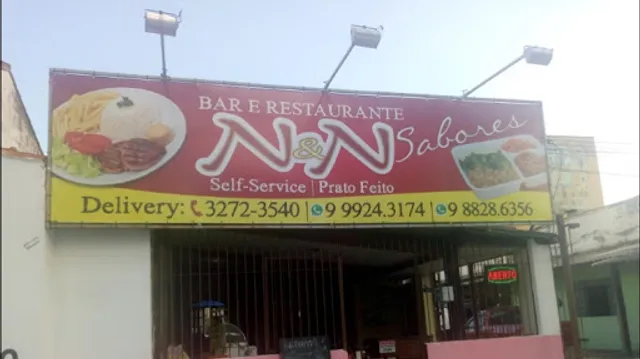 BAR E RESTAURANTE
N&N Sabores
Self-Service | Prato Feito
Delivery: 3272-3540 | 9 9924.3174 | 9 8828.6356
ABERTO